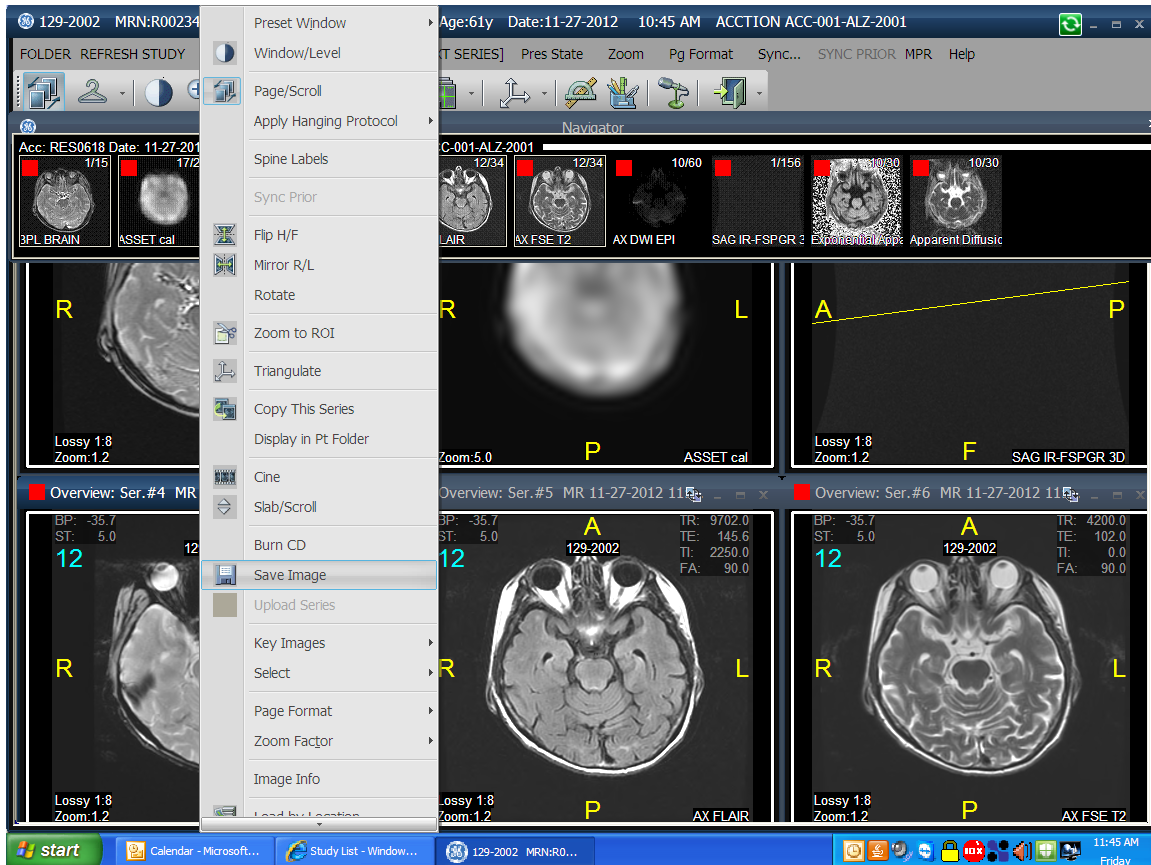 129-2002 MRN:R00234
Age:61y Date:11-27-2012 10:45 AM ACCTION ACC-001-ALZ-2001
FOLDER REFRESH STUDY
XT SERIES] Pres State Zoom Pg Format Sync... SYNC PRIOR MPR Help
Navigator
Acc: RES0618 Date: 11-27-201
CC-001-ALZ-2001
1/15
17/2
12/34
12/34
10/60
1/156
10/30
10/30
3PL BRAIN
ASSET cal
FLAIR
AX FSE T2
AX DWI EPI
SAG IR-FSPGR 3
Exponential Appa
Apparent Diffusic
Preset Window
Window/Level
Page/Scroll
Apply Hanging Protocol
Spine Labels
Sync Prior
Flip H/F
Mirror R/L
Rotate
Zoom to ROI
Triangulate
Copy This Series
Display in Pt Folder
Cine
Slab/Scroll
Burn CD
Save Image
Upload Series
Key Images
Select
Page Format
Zoom Factor
Image Info
Load by Location
R
R
L
A
P
Lossy 1:8
Zoom:1.2
Zoom:5.0
P
ASSET cal
Lossy 1:8
Zoom:1.2
F
SAG IR-FSPGR 3D
Overview: Ser.#4 MR
Overview: Ser.#5 MR 11-27-2012 11
Overview: Ser.#6 MR 11-27-2012 11
BP: -35.7
ST: 5.0
12
12
R
Lossy 1:8
Zoom:1.2
BP: -35.7
ST: 5.0
12
A
129-2002
TR: 9702.0
TE: 145.6
TI: 2250.0
FA: 90.0
R
L
Lossy 1:8
Zoom:1.2
P
AX FLAIR
BP: -35.7
ST: 5.0
12
A
129-2002
TR: 4200.0
TE: 102.0
TI: 0.0
FA: 90.0
R
L
Lossy 1:8
Zoom:1.2
P
AX FSE T2
start
Calendar - Microsoft...
Study List - Window...
129-2002 MRN:R0...
11:45 AM
Friday